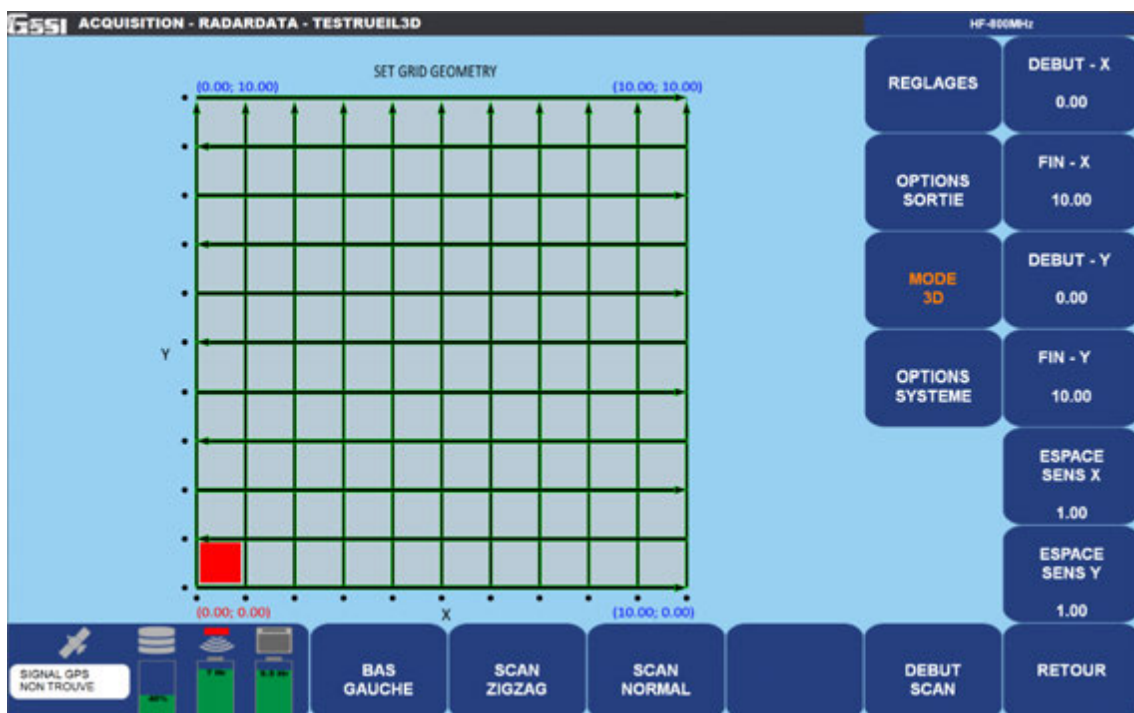 GSSI ACQUISITION - RADARDATA - TESTRUEIL3D
HF-800MHz
SET GRID GEOMETRY
(0.00; 10.00)
(10.00; 10.00)
Y
(0.00; 0.00)
X
(10.00; 0.00)
REGLAGES
DEBUT - X
0.00
OPTIONS
SORTIE
FIN - X
10.00
MODE
3D
DEBUT - Y
0.00
OPTIONS
SYSTEME
FIN - Y
10.00
ESPACE
SENS X
1.00
ESPACE
SENS Y
1.00
SIGNAL GPS
NON TROUVE
BAS
GAUCHE
SCAN
ZIGZAG
SCAN
NORMAL
DEBUT
SCAN
RETOUR